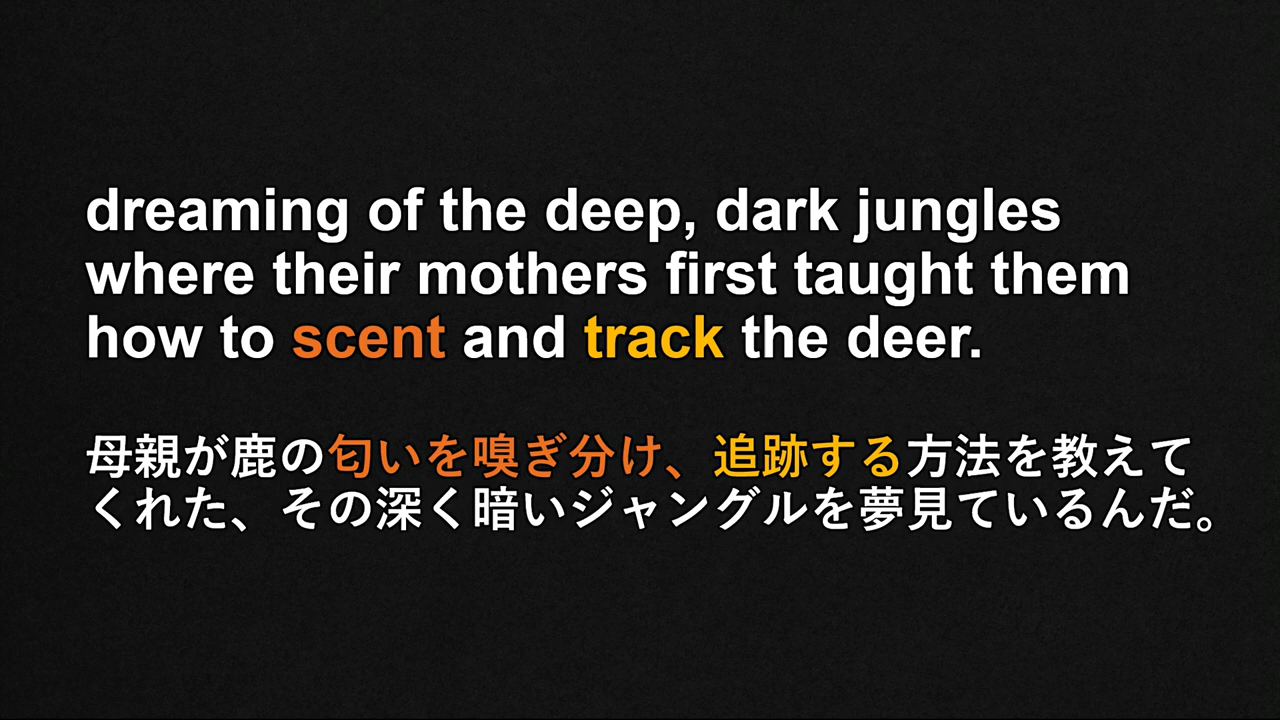 dreaming of the deep, dark jungles
where their mothers first taught them
how to scent and track the deer.
母親が鹿の匂いを嗅ぎ分け、追跡する方法を教えて
くれた、その深く暗いジャングルを夢見ているんだ。